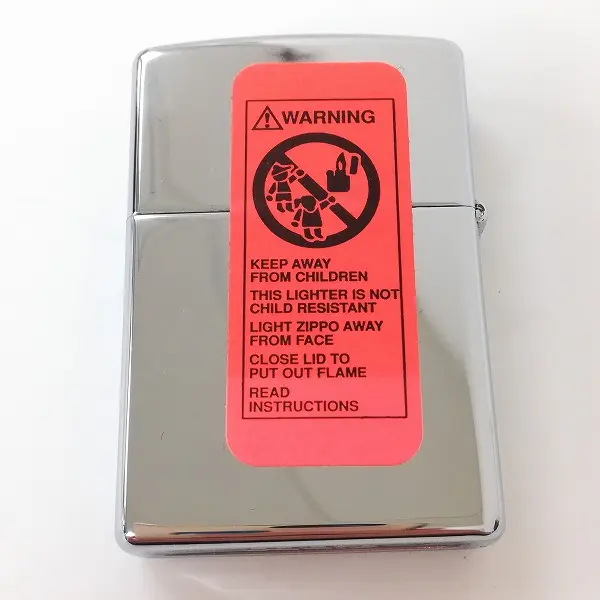 WARNING
KEEP AWAY
FROM CHILDREN
THIS LIGHTER IS NOT
CHILD RESISTANT
LIGHT ZIPPO AWAY
FROM FACE
CLOSE LID TO
PUT OUT FLAME
READ
INSTRUCTIONS